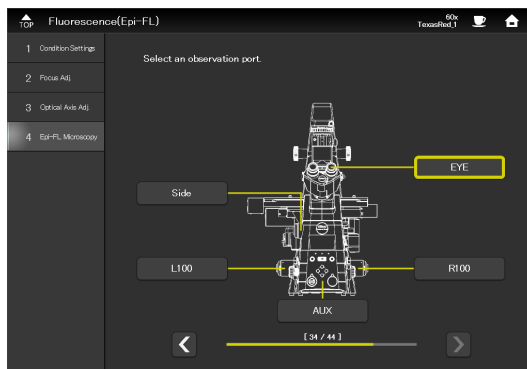 TOP
Fluorescence(Epi-FL)
60x
TexasRed_1
1 Condition Settings
2 Focus Adj.
3 Optical Axis Adj.
4 Epi-FL Microscopy
Select an observation port.
EYE
Side
L100
R100
AUX
[ 34 / 44 ]